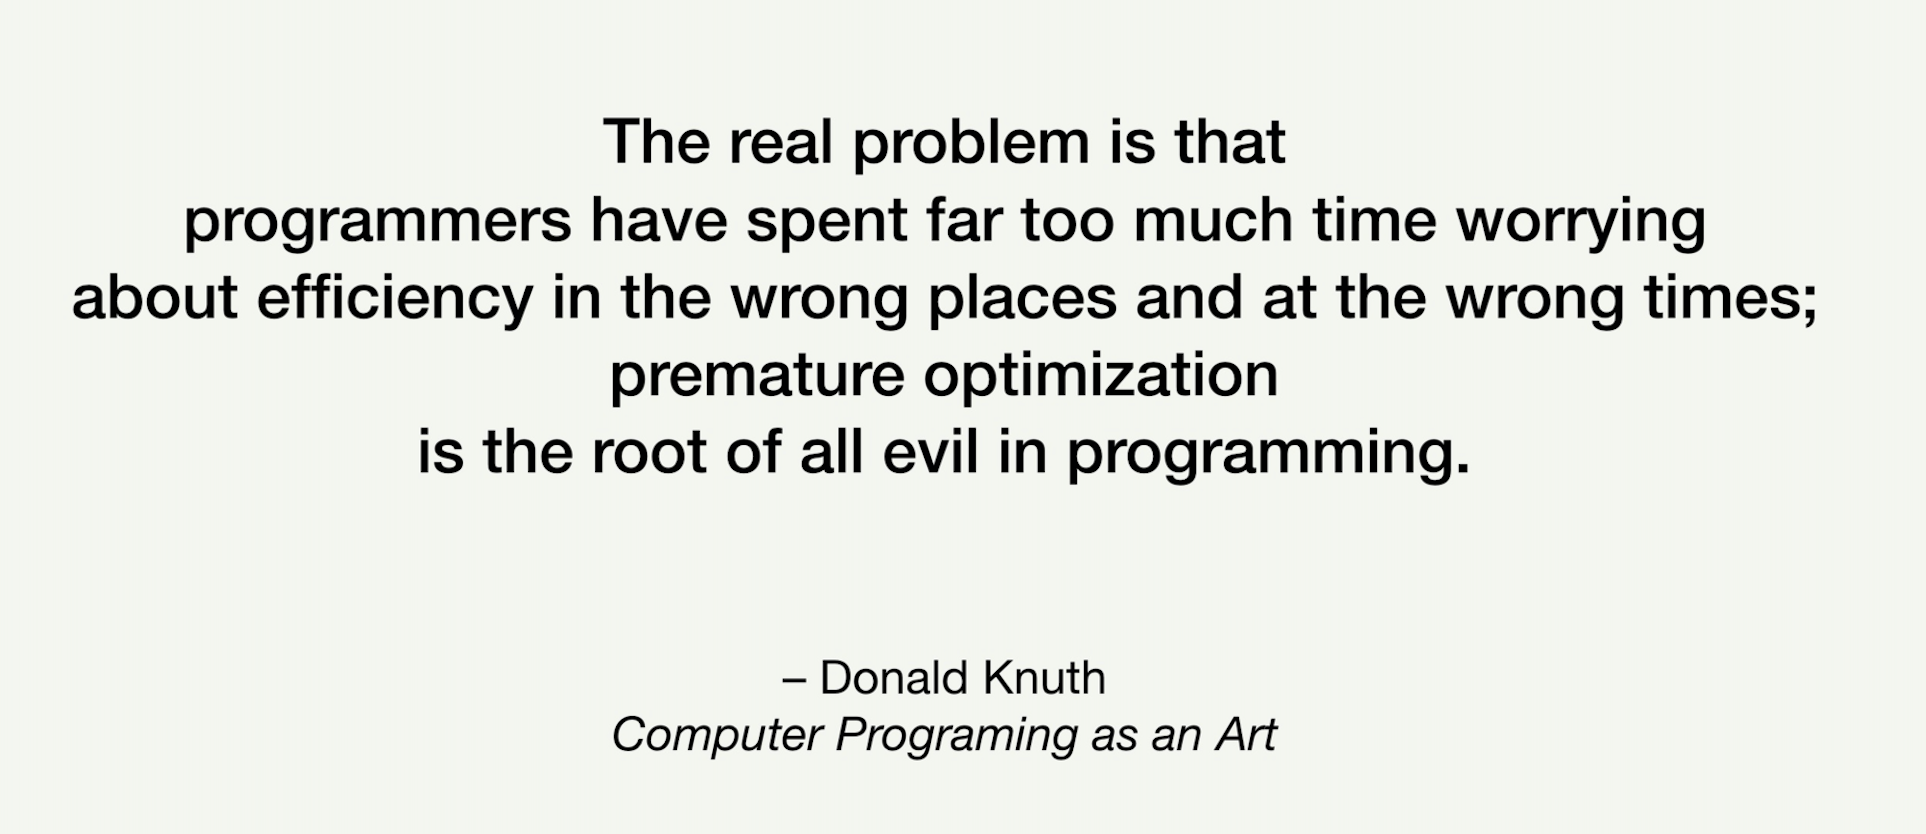 The real problem is that
programmers have spent far too much time worrying
about efficiency in the wrong places and at the wrong times;
premature optimization
is the root of all evil in programming.
– Donald Knuth
Computer Programing as an Art